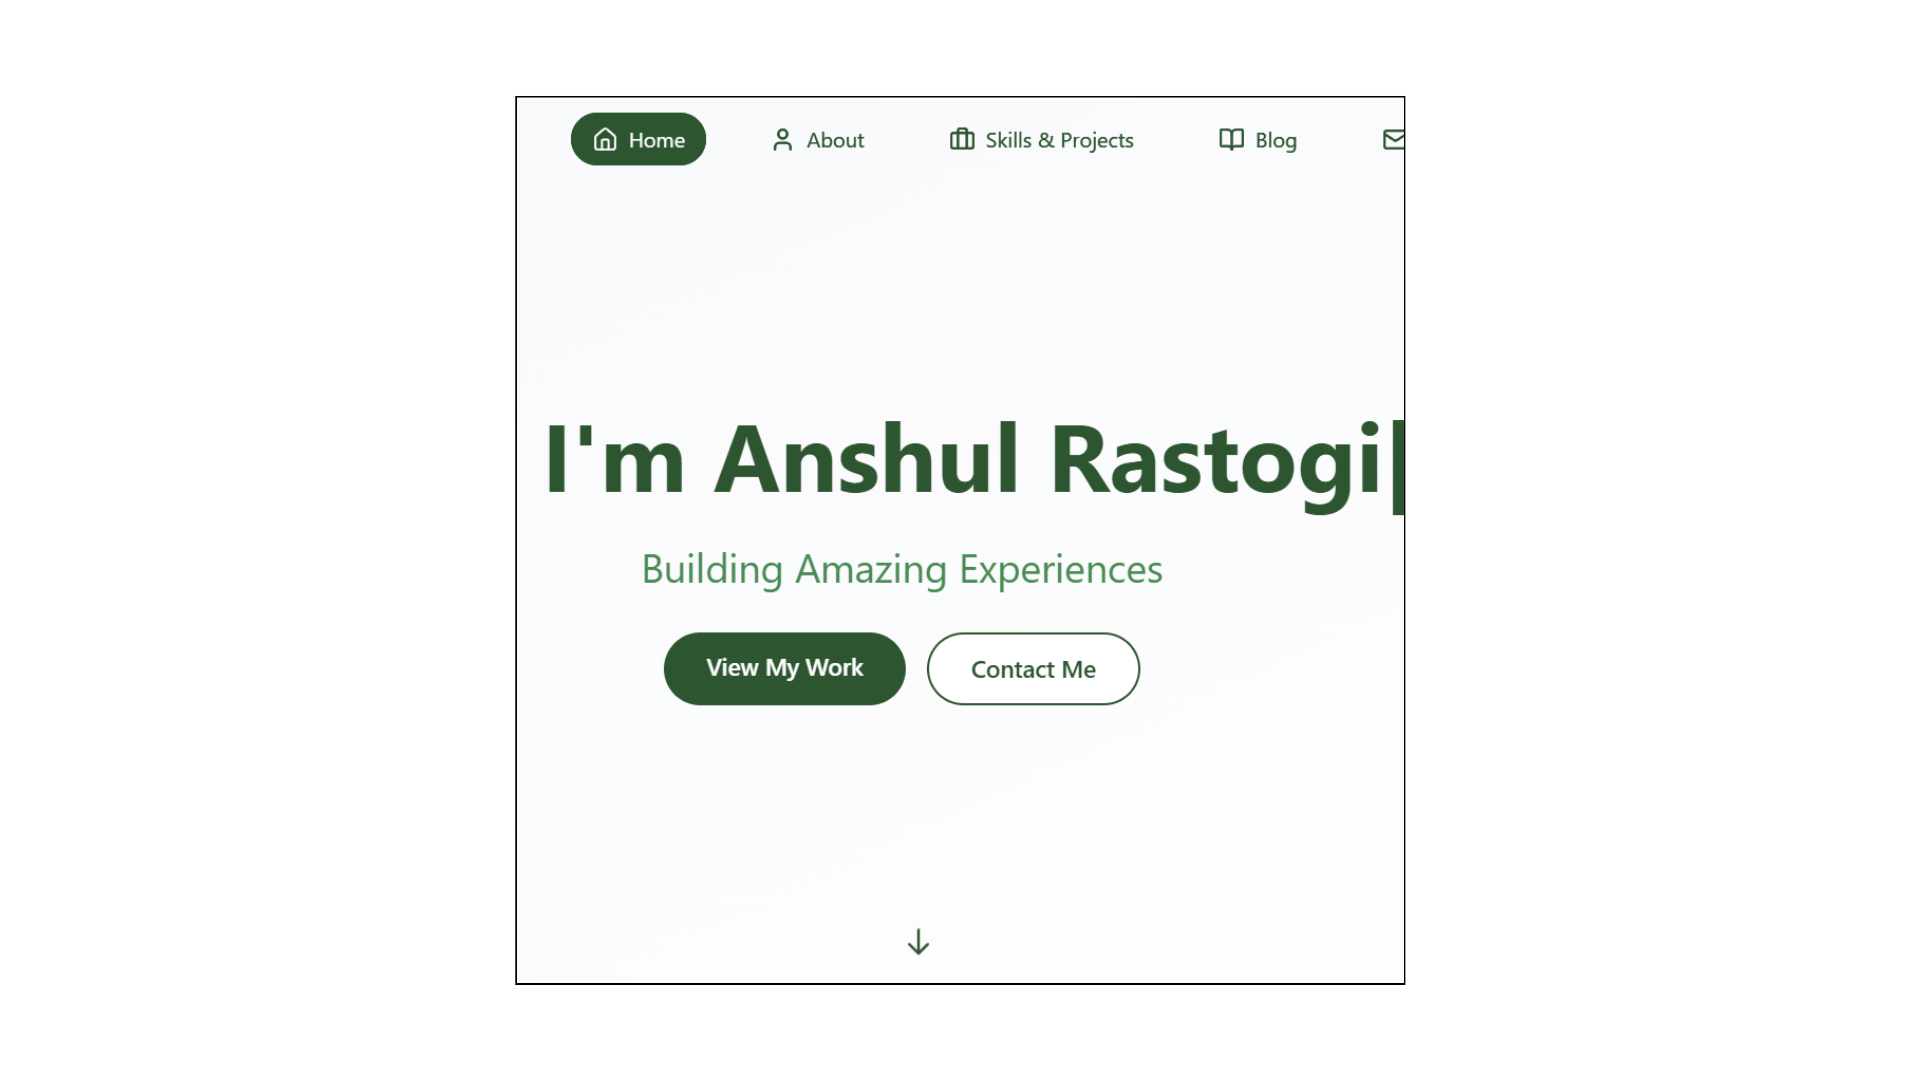 Home About Skills & Projects Blog
I'm Anshul Rastogi|
Building Amazing Experiences
View My Work Contact Me